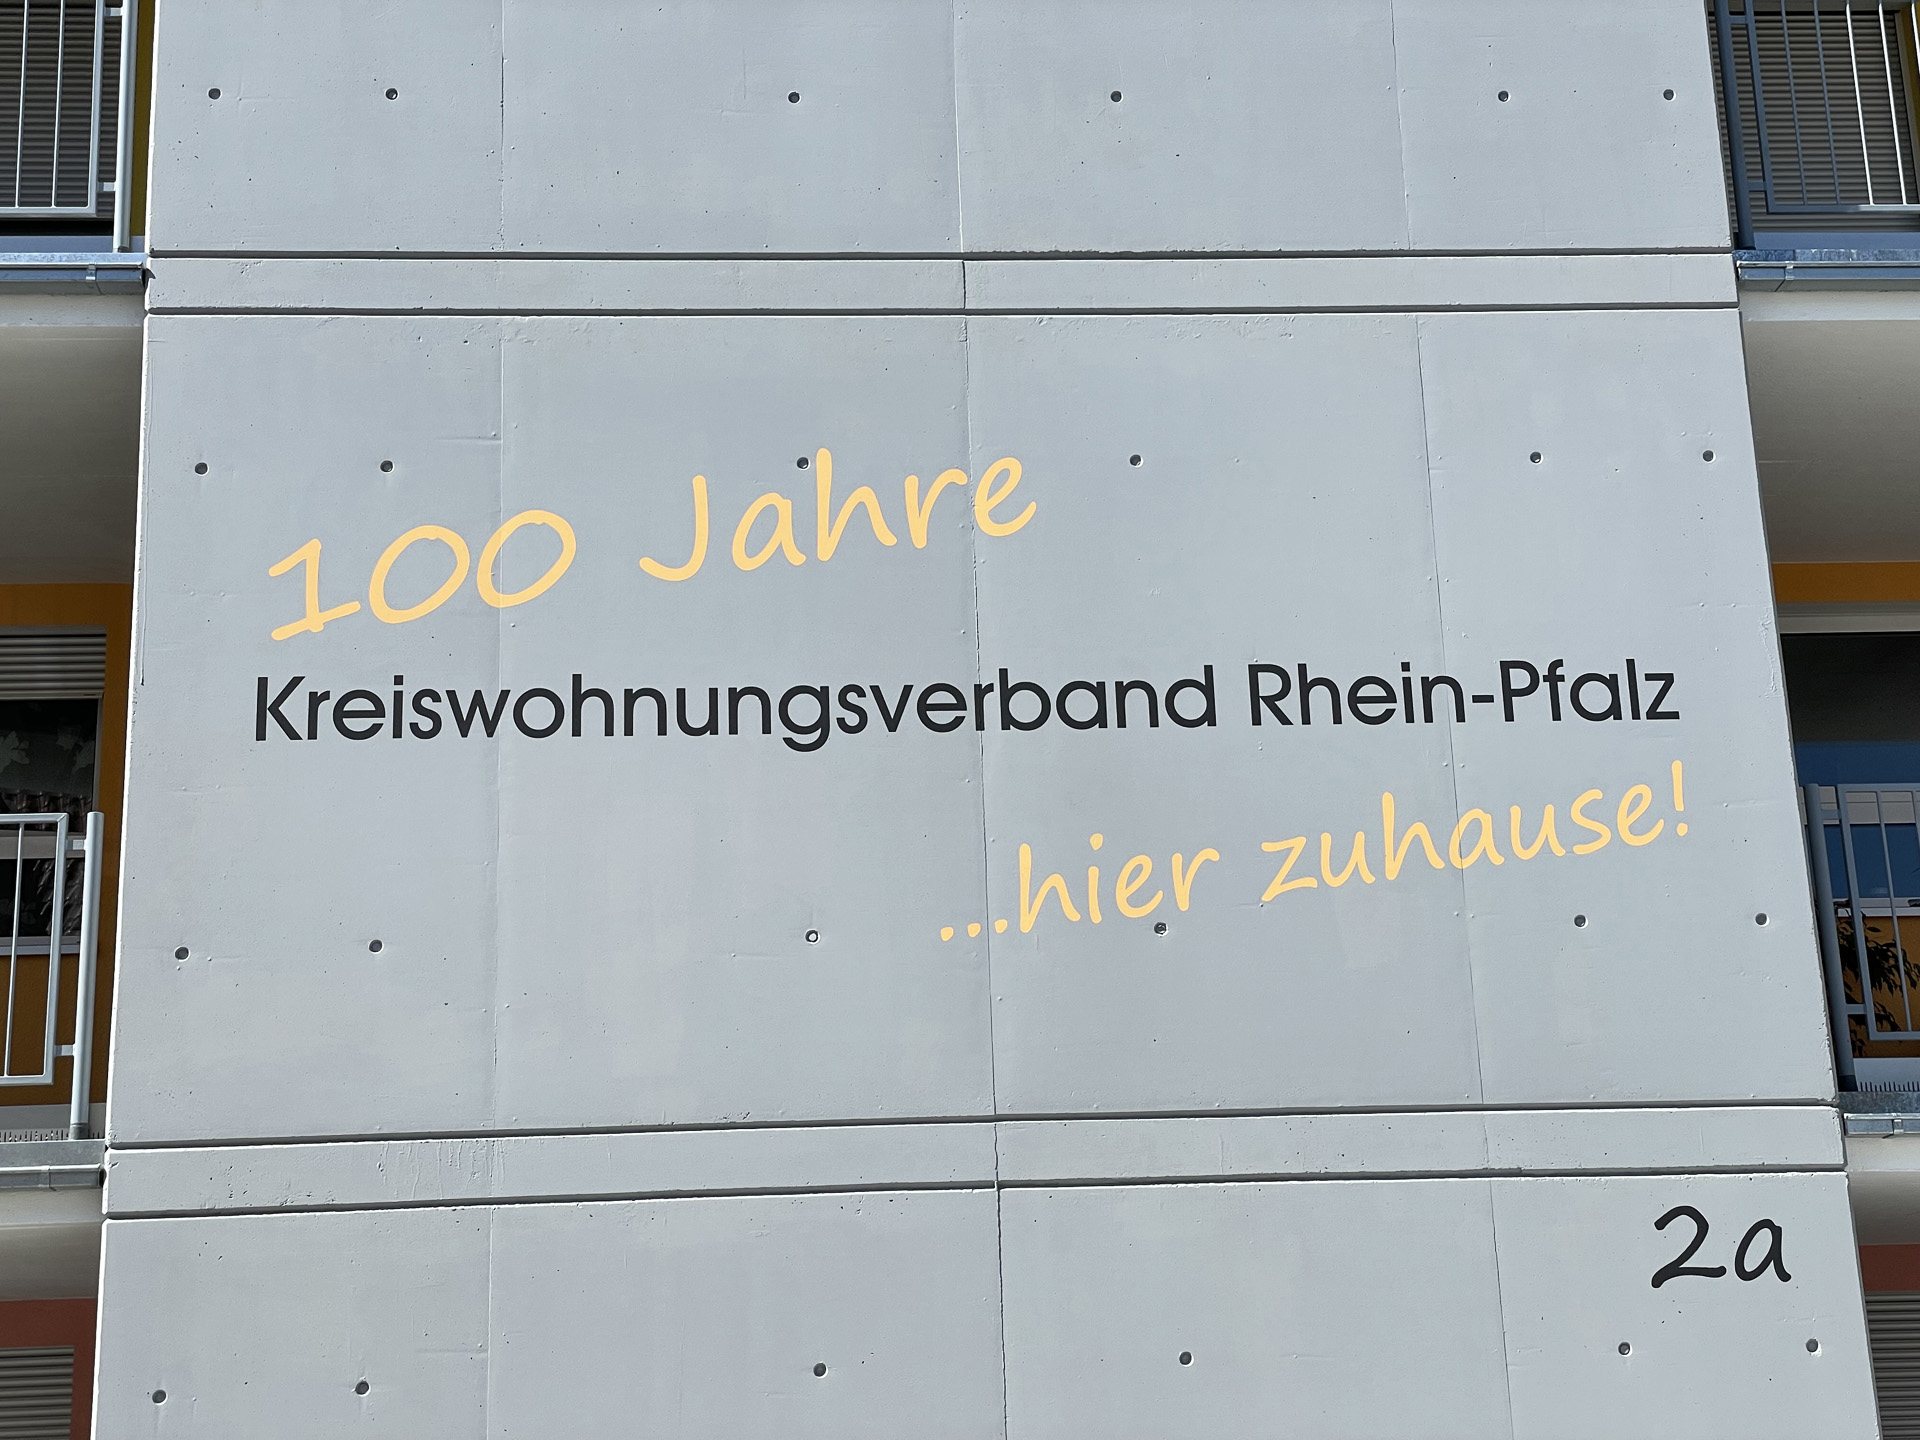 100 Jahre
Kreiswohnungsverband Rhein-Pfalz
...hier zuhause!
2a